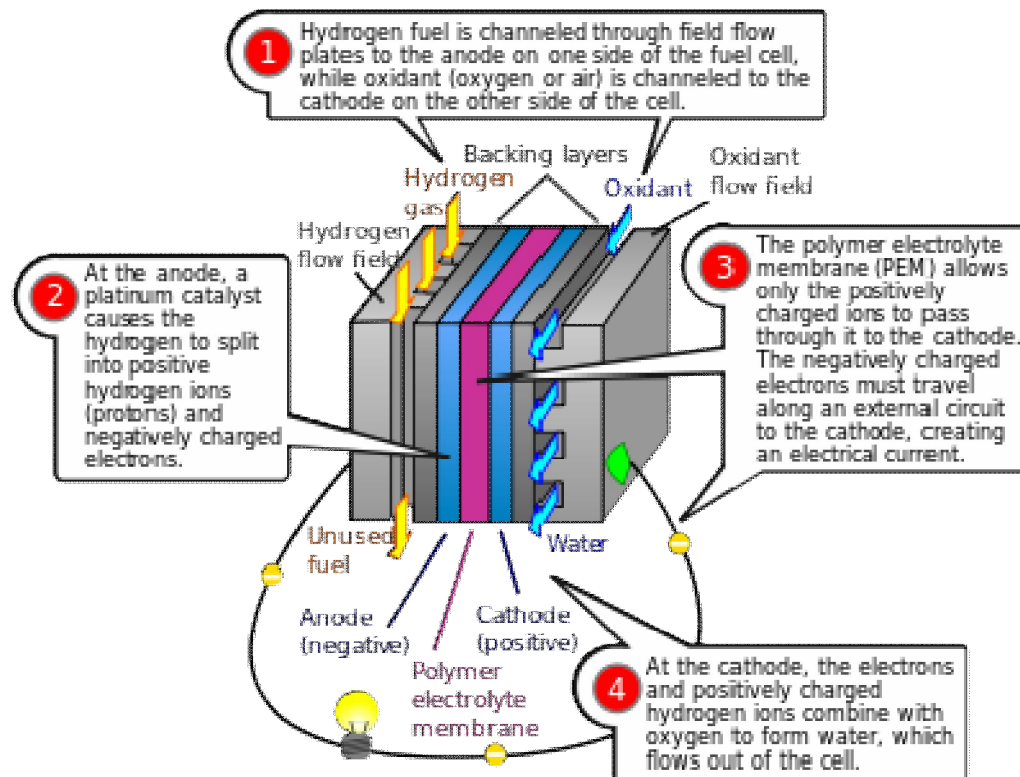 1
Hydrogen fuel is channeled through field flow
plates to the anode on one side of the fuel cell,
while oxidant (oxygen or air) is channeled to the
cathode on the other side of the cell.
Backing layers
Oxidant
flow field
Hydrogen
gas
Oxidant
Hydrogen
flow field
2
At the anode, a
platinum catalyst
causes the
hydrogen to split
into positive
hydrogen ions
(protons) and
negatively charged
electrons.
3
The polymer electrolyte
membrane (PEM) allows
only the positively
charged ions to pass
through it to the cathode.
The negatively charged
electrons must travel
along an external circuit
to the cathode, creating
an electrical current.
Unused
fuel
Water
Anode
(negative)
Cathode
(positive)
Polymer
electrolyte
membrane
4
At the cathode, the electrons
and positively charged
hydrogen ions combine with
oxygen to form water, which
flows out of the cell.